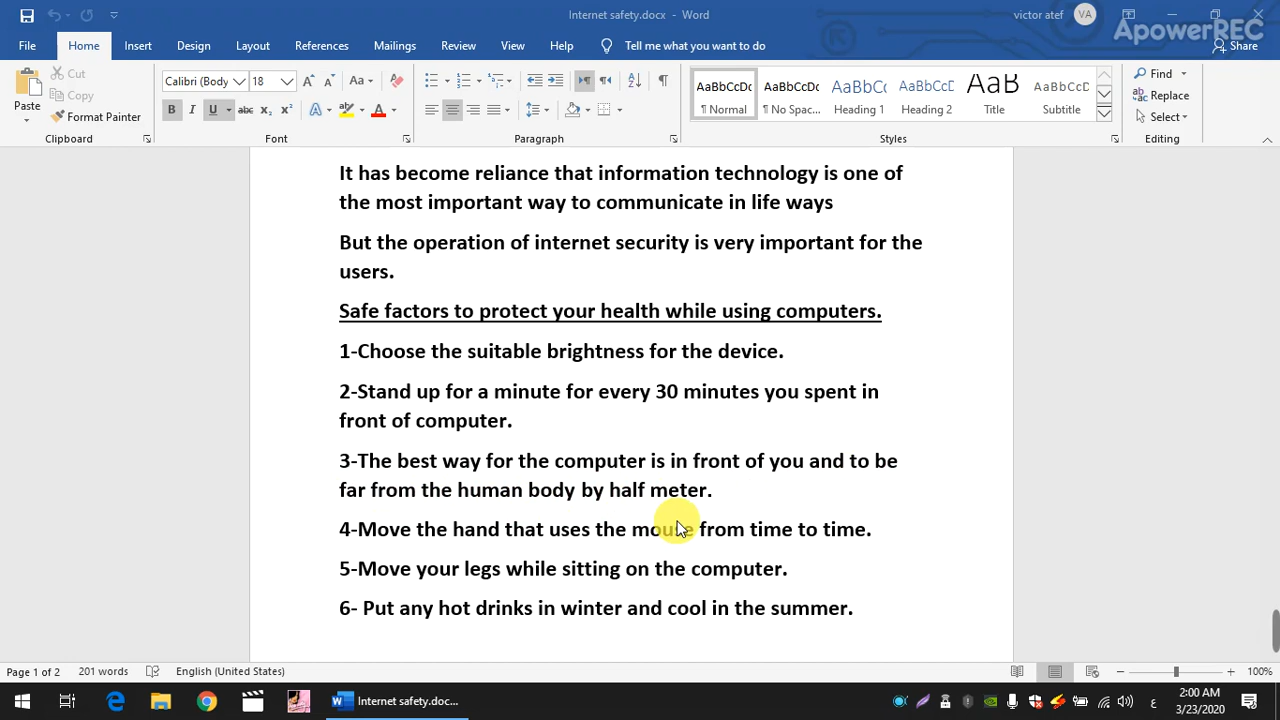 Internet safety.docx - Word
victor atef
VA
ApowerREC
File Home Insert Design Layout References Mailings Review View Help Tell me what you want to do Share
Paste
Cut
Copy
Format Painter
Clipboard
Calibri (Body 18
Font
Paragraph
AaBbCcDc AaBbCcDc AaBbC AaBbCcD AaB AaBbCcD
¶ Normal ¶ No Spac... Heading 1 Heading 2 Title Subtitle
Styles
Find
Replace
Select
Editing
It has become reliance that information technology is one of
the most important way to communicate in life ways
But the operation of internet security is very important for the
users.
Safe factors to protect your health while using computers.
1-Choose the suitable brightness for the device.
2-Stand up for a minute for every 30 minutes you spent in
front of computer.
3-The best way for the computer is in front of you and to be
far from the human body by half meter.
4-Move the hand that uses the mouse from time to time.
5-Move your legs while sitting on the computer.
6- Put any hot drinks in winter and cool in the summer.
Page 1 of 2 201 words English (United States) 100%
Internet safety.doc...
ع
2:00 AM
3/23/2020